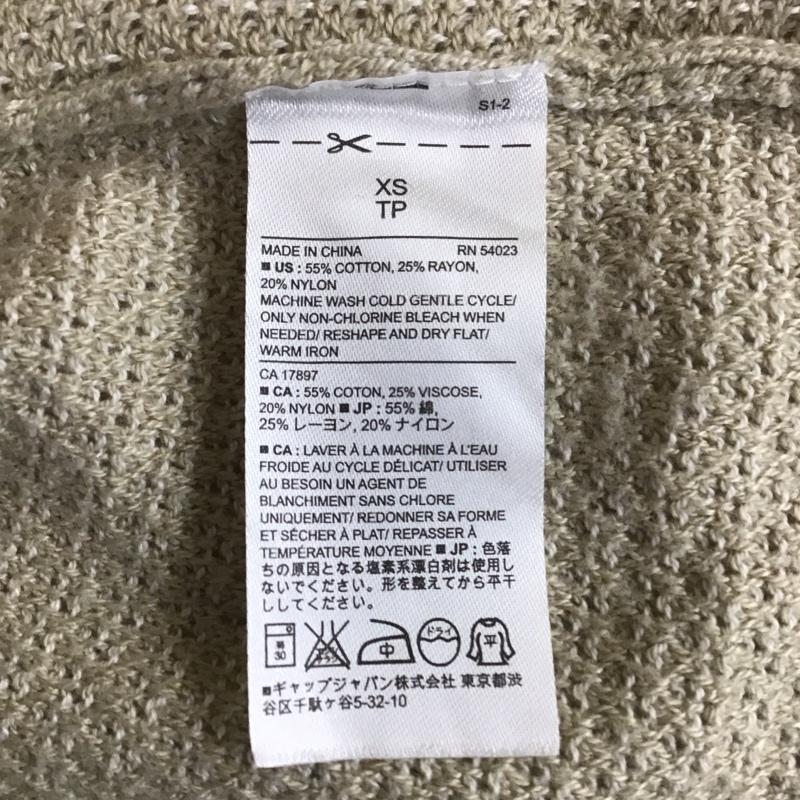 S1-2
XS
TP
MADE IN CHINA RN 54023
■ US : 55% COTTON, 25% RAYON,
20% NYLON
MACHINE WASH COLD GENTLE CYCLE/
ONLY NON-CHLORINE BLEACH WHEN
NEEDED/ RESHAPE AND DRY FLAT/
WARM IRON
CA 17897
■ CA : 55% COTON, 25% VISCOSE,
20% NYLON ■ JP : 55% 綿,
25% レーヨン, 20% ナイロン
■ CA : LAVER À LA MACHINE À L'EAU
FROIDE AU CYCLE DÉLICAT/ UTILISER
AU BESOIN UN AGENT DE
BLANCHIMENT SANS CHLORE
UNIQUEMENT/ REDONNER SA FORME
ET SÉCHER À PLAT/ REPASSER À
TEMPÉRATURE MOYENNE ■ JP : 色落
ちの原因となる塩素系漂白剤は使用し
ないでください。形を整えてから平干
ししてください。
弱 30 中 ドライ 平
■ギャップジャパン株式会社 東京都渋
谷区千駄ヶ谷5-32-10